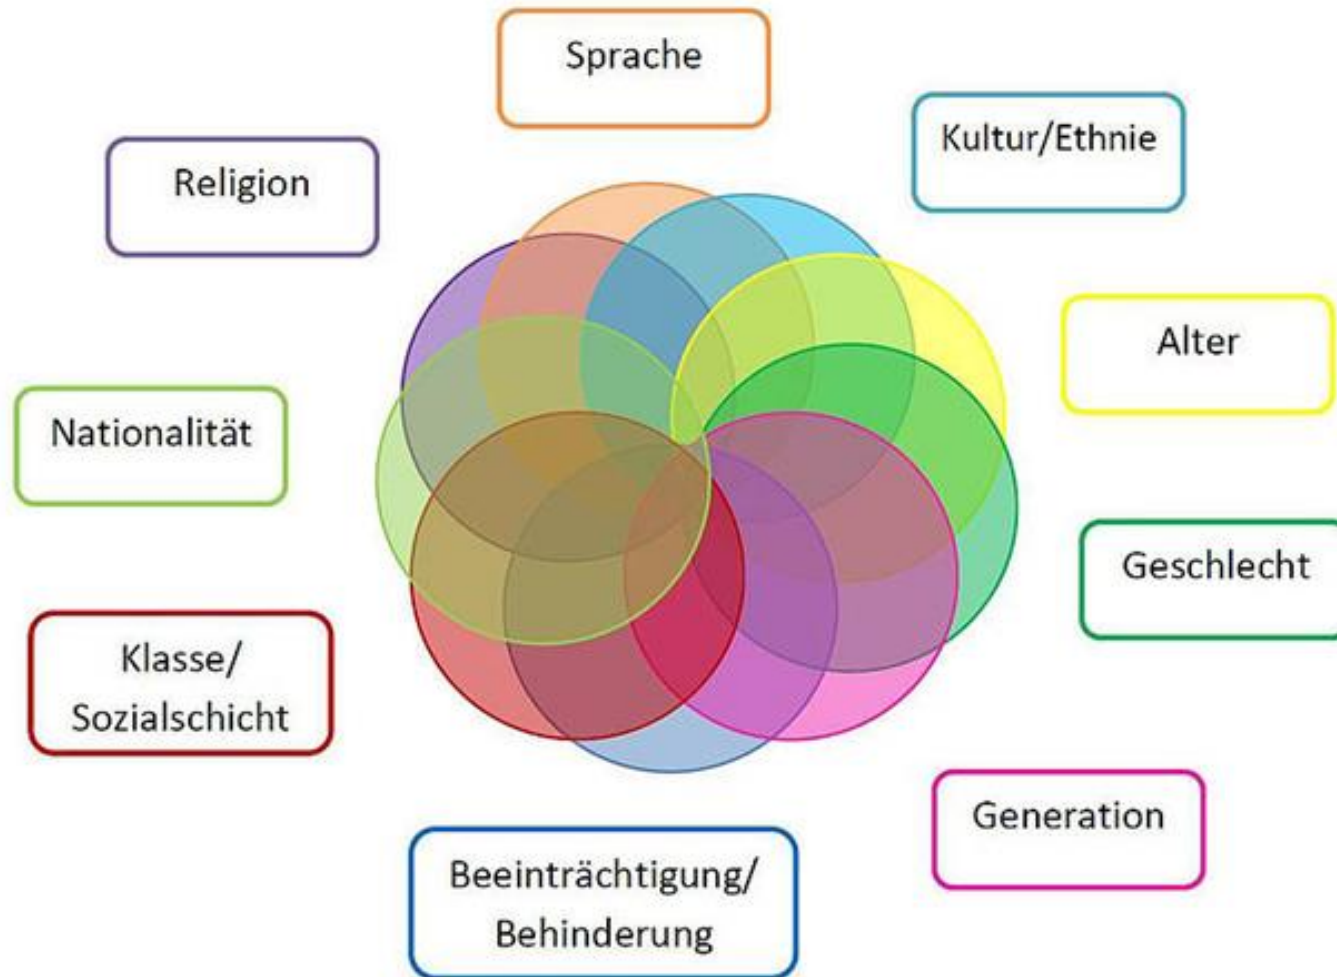 Sprache
Kultur/Ethnie
Religion
Alter
Nationalität
Geschlecht
Klasse/
Sozialschicht
Generation
Beeinträchtigung/
Behinderung